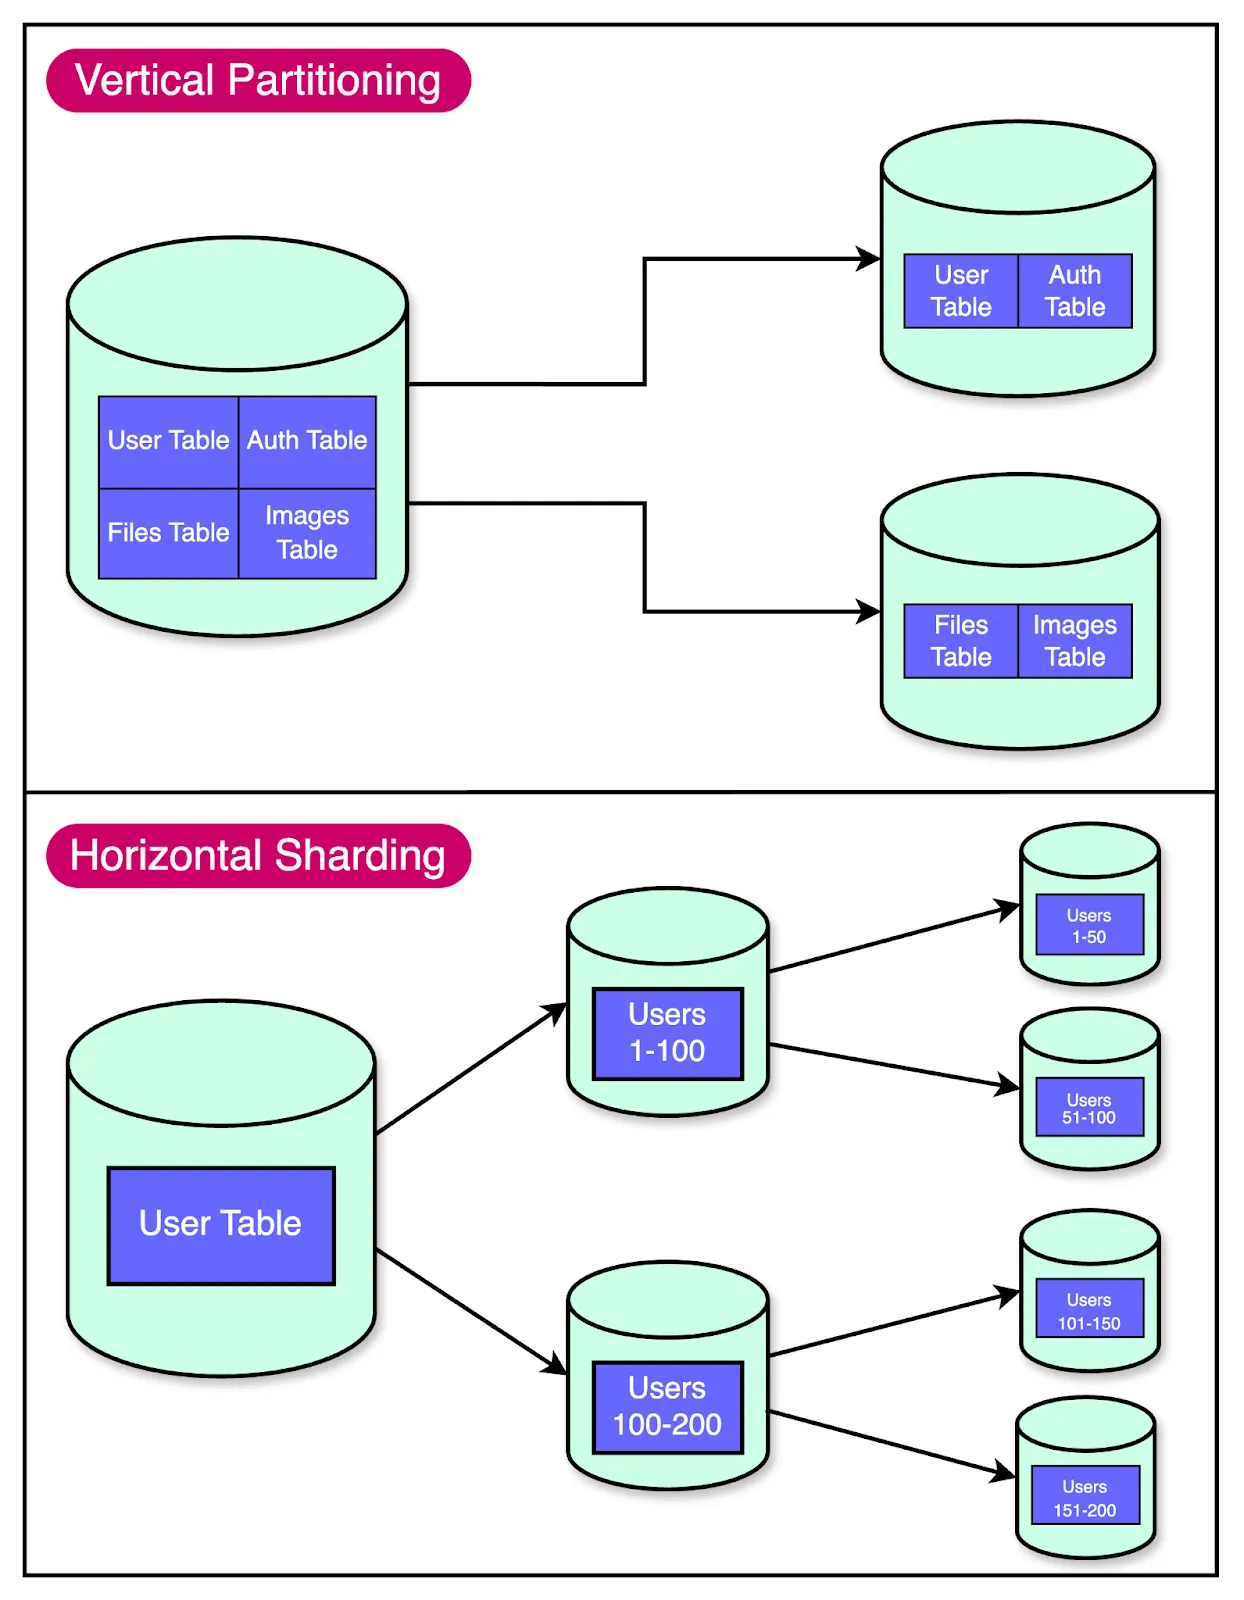 Vertical Partitioning
User
Table
Auth
Table
User Table
Auth Table
Files Table
Images
Table
Files
Table
Images
Table
Horizontal Sharding
Users
1-50
Users
1-100
Users
51-100
User Table
Users
101-150
Users
100-200
Users
151-200